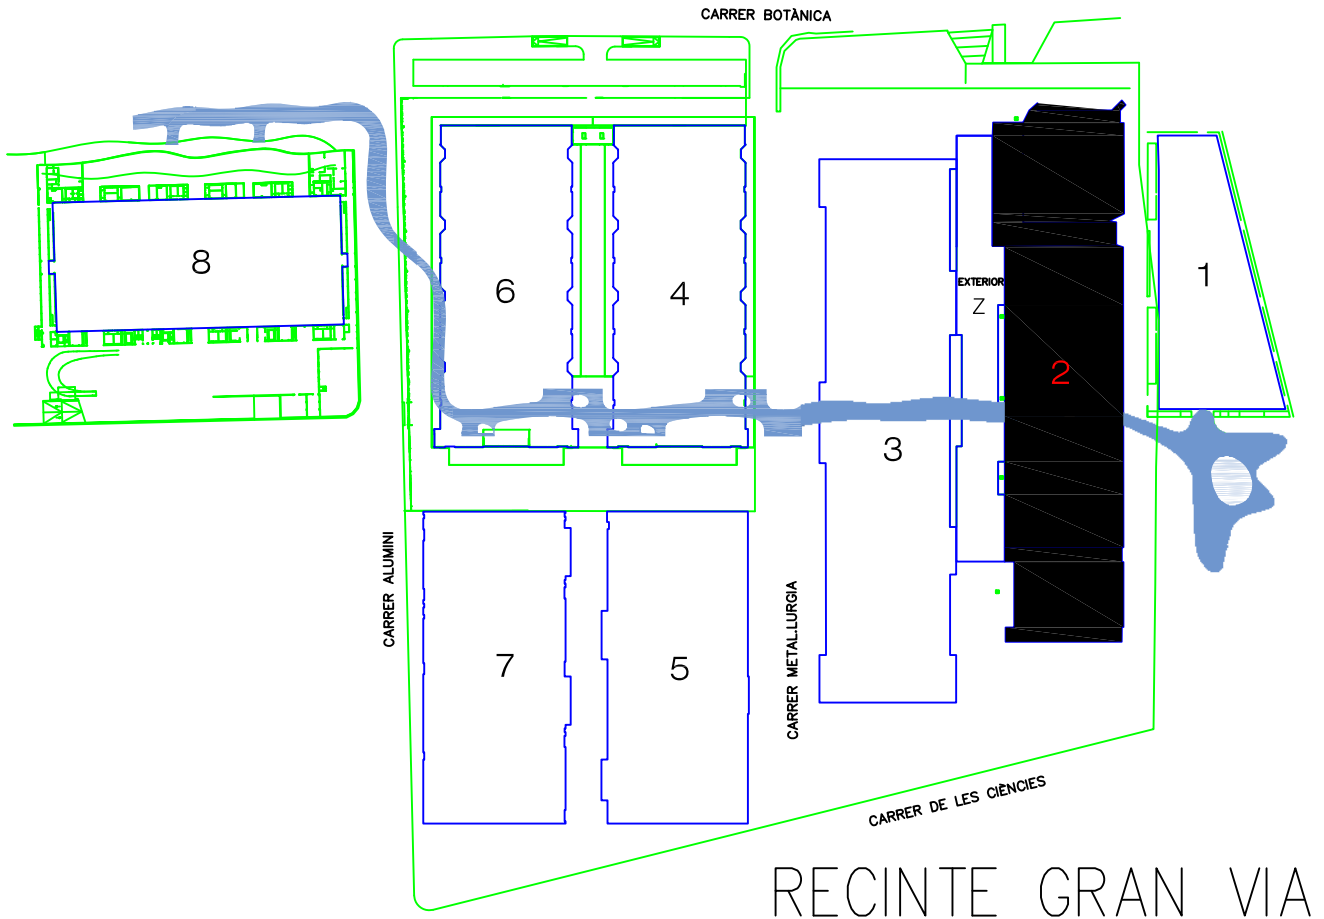 CARRER BOTÀNICA
8
6
4
EXTERIOR
Z
1
2
3
CARRER ALUMINI
CARRER METAL.LURGIA
7
5
CARRER DE LES CIÈNCIES
RECINTE GRAN VIA